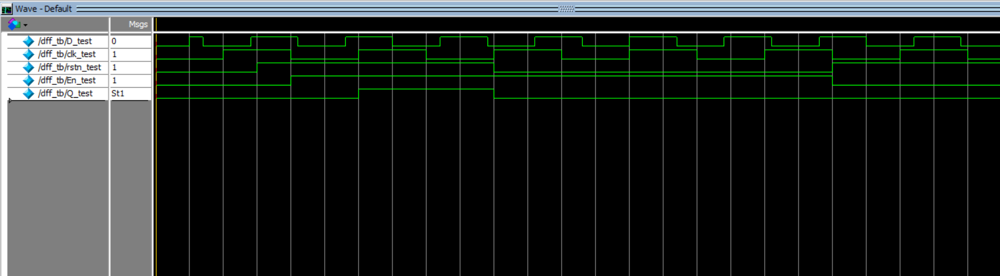 Wave - Default
Msgs
/dff_tb/D_test 0
/dff_tb/clk_test 1
/dff_tb/rstn_test 1
/dff_tb/En_test 1
/dff_tb/Q_test St1